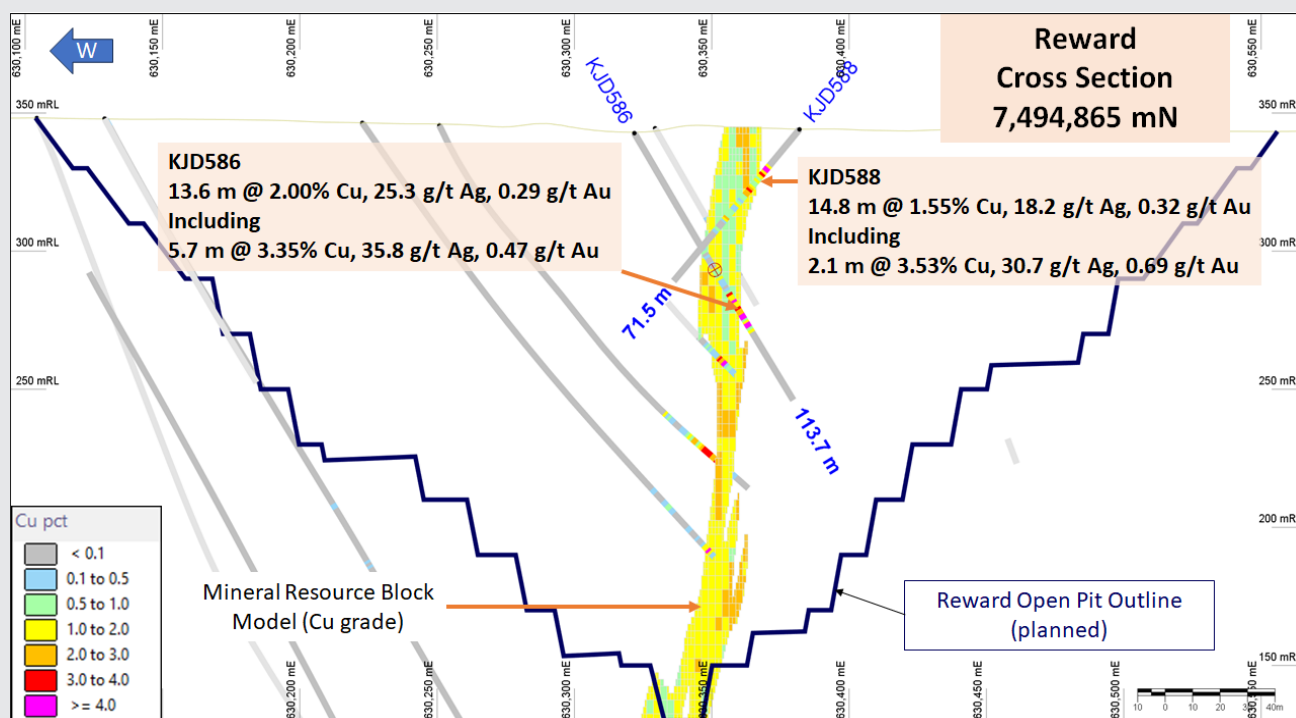 W
630,100 mE
630,150 mE
630,200 mE
630,250 mE
630,300 mE
630,350 mE
630,400 mE
630,550 mE
Reward
Cross Section
7,494,865 mN
KJD586
KJD588
350 mRL
350 mRL
KJD586
13.6 m @ 2.00% Cu, 25.3 g/t Ag, 0.29 g/t Au
Including
5.7 m @ 3.35% Cu, 35.8 g/t Ag, 0.47 g/t Au
KJD588
14.8 m @ 1.55% Cu, 18.2 g/t Ag, 0.32 g/t Au
Including
2.1 m @ 3.53% Cu, 30.7 g/t Ag, 0.69 g/t Au
300 mRL
300 mRL
71.5 m
250 mRL
250 mRL
113.7 m
200 mR
Cu pct
< 0.1
0.1 to 0.5
0.5 to 1.0
1.0 to 2.0
2.0 to 3.0
3.0 to 4.0
>= 4.0
Mineral Resource Block
Model (Cu grade)
Reward Open Pit Outline
(planned)
150 mRL
630,200 mE
630,250 mE
630,300 mE
630,350 mE
630,400 mE
630,450 mE
630,500 mE
10 0 10 20 40m